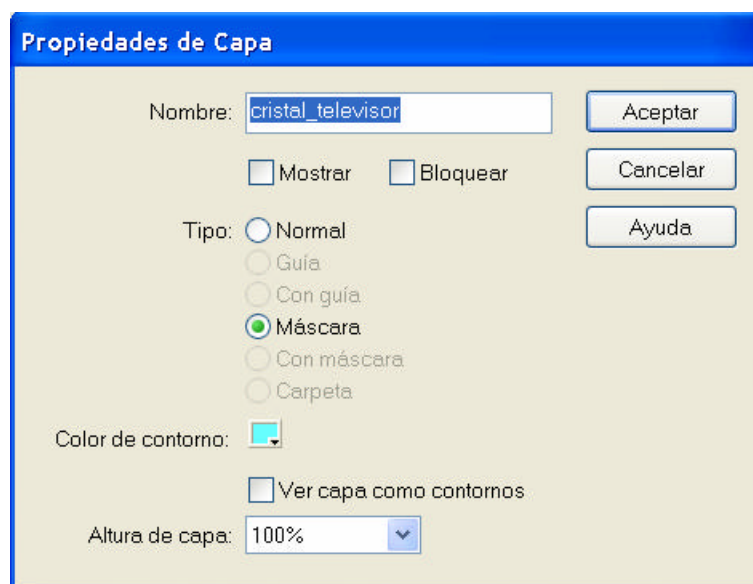 Propiedades de Capa
Nombre: cristal_televisor Aceptar
Mostrar Bloquear Cancelar
Tipo: Normal Ayuda
Guía
Con guía
Máscara
Con máscara
Carpeta
Color de contorno:
Ver capa como contornos
Altura de capa: 100%